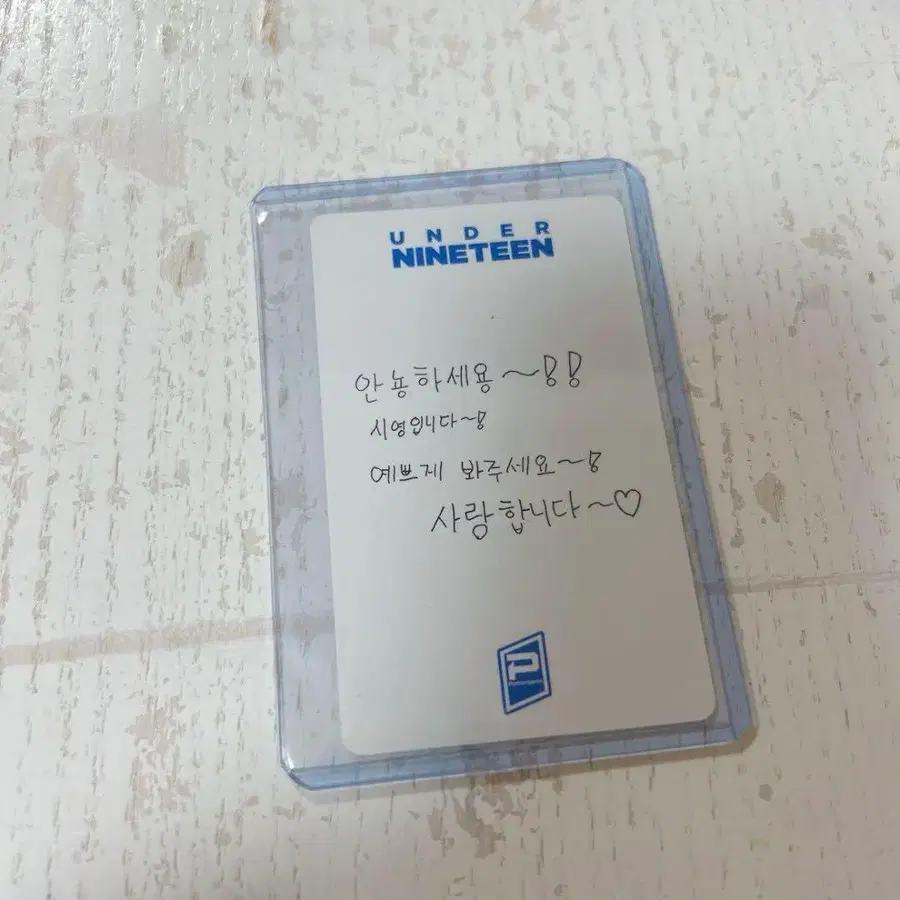 UNDER
NINETEEN
안뇽하세용~!!
시영입니다~!
예쁘게 봐주세요~!
사랑합니다~♡
P